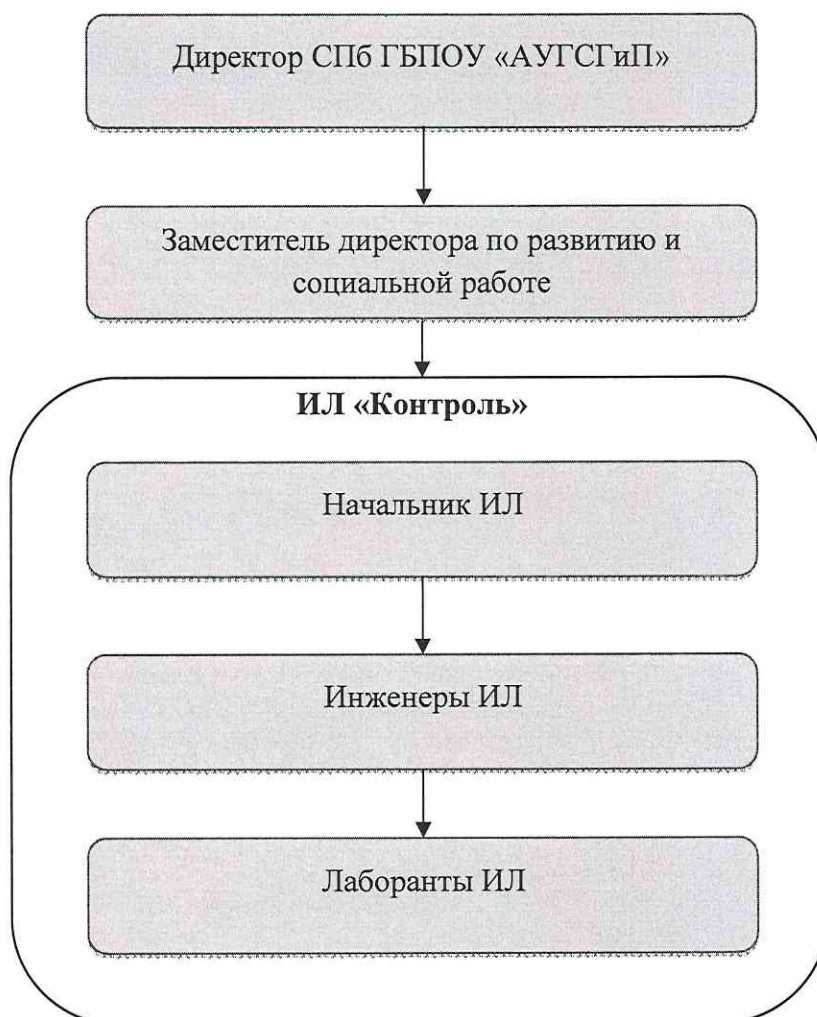 Директор СПб ГБПОУ «АУГСГиП»
Заместитель директора по развитию и
социальной работе
ИЛ «Контроль»
Начальник ИЛ
Инженеры ИЛ
Лаборанты ИЛ